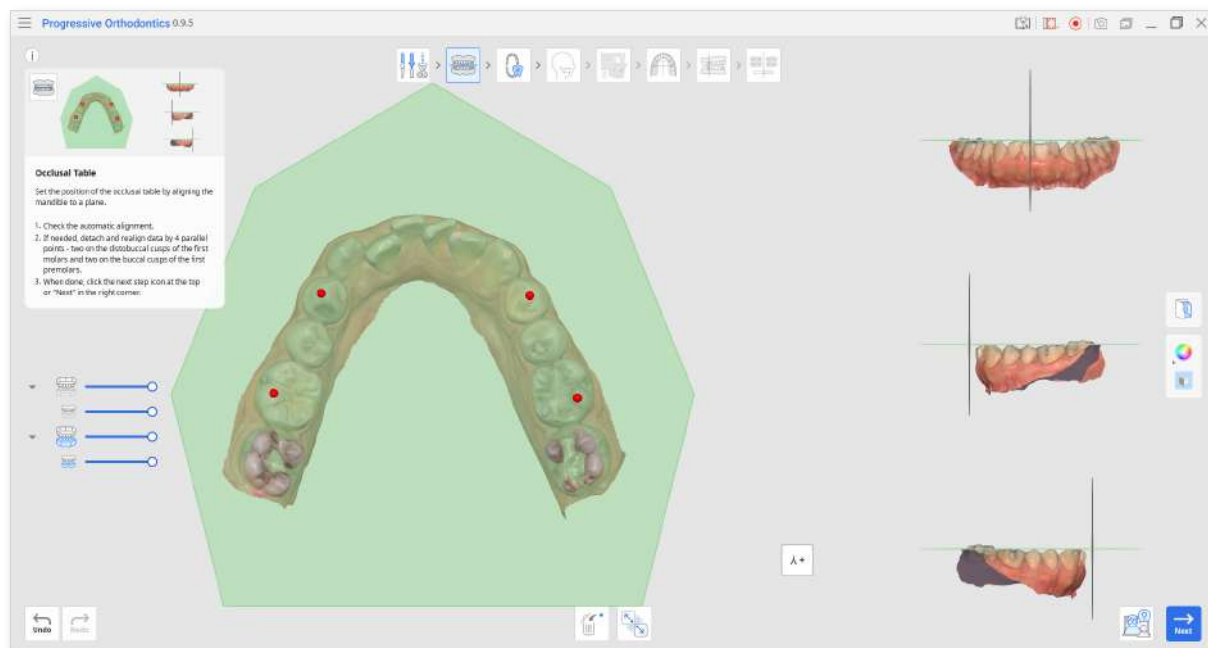 Progressive Orthodontics 0.9.5
Occlusal Table
Set the position of the occlusal table by aligning the
mandible to a plane.
1. Check the automatic alignment.
2. If needed, detach and realign data by 4 parallel
points - two on the distobuccal cusps of the first
molars and two on the buccal cusps of the first
premolars.
3. When done, click the next step icon at the top
or "Next" in the right corner.
Undo
Redo
Next